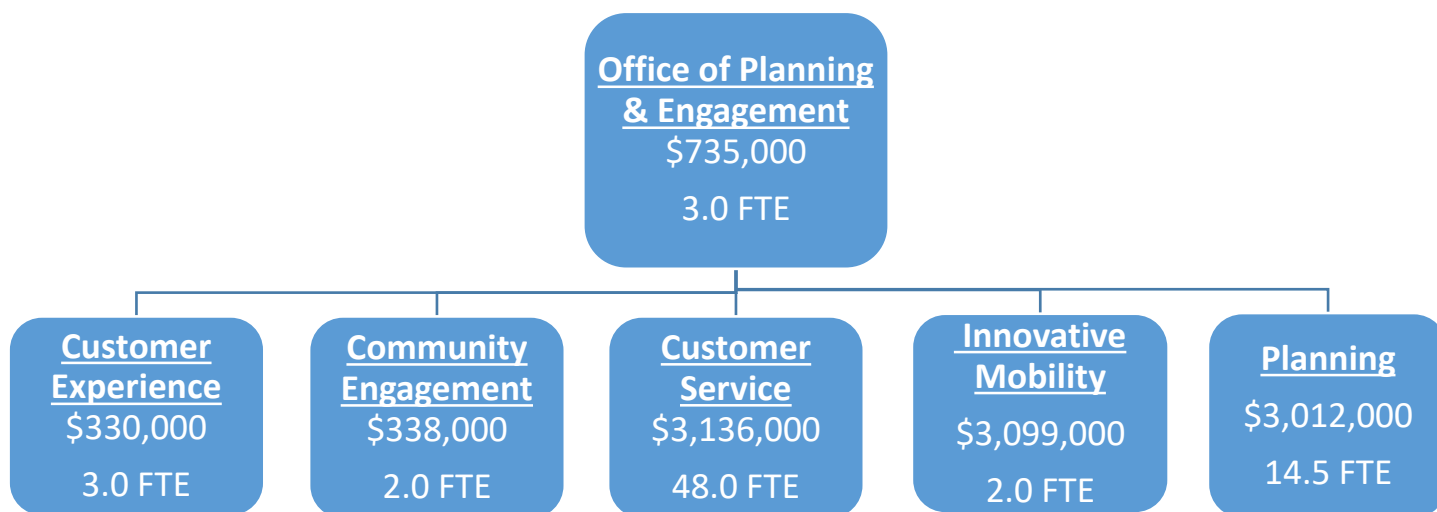 Office of Planning
& Engagement
$735,000
3.0 FTE
Customer
Experience
$330,000
3.0 FTE
Community
Engagement
$338,000
2.0 FTE
Customer
Service
$3,136,000
48.0 FTE
Innovative
Mobility
$3,099,000
2.0 FTE
Planning
$3,012,000
14.5 FTE